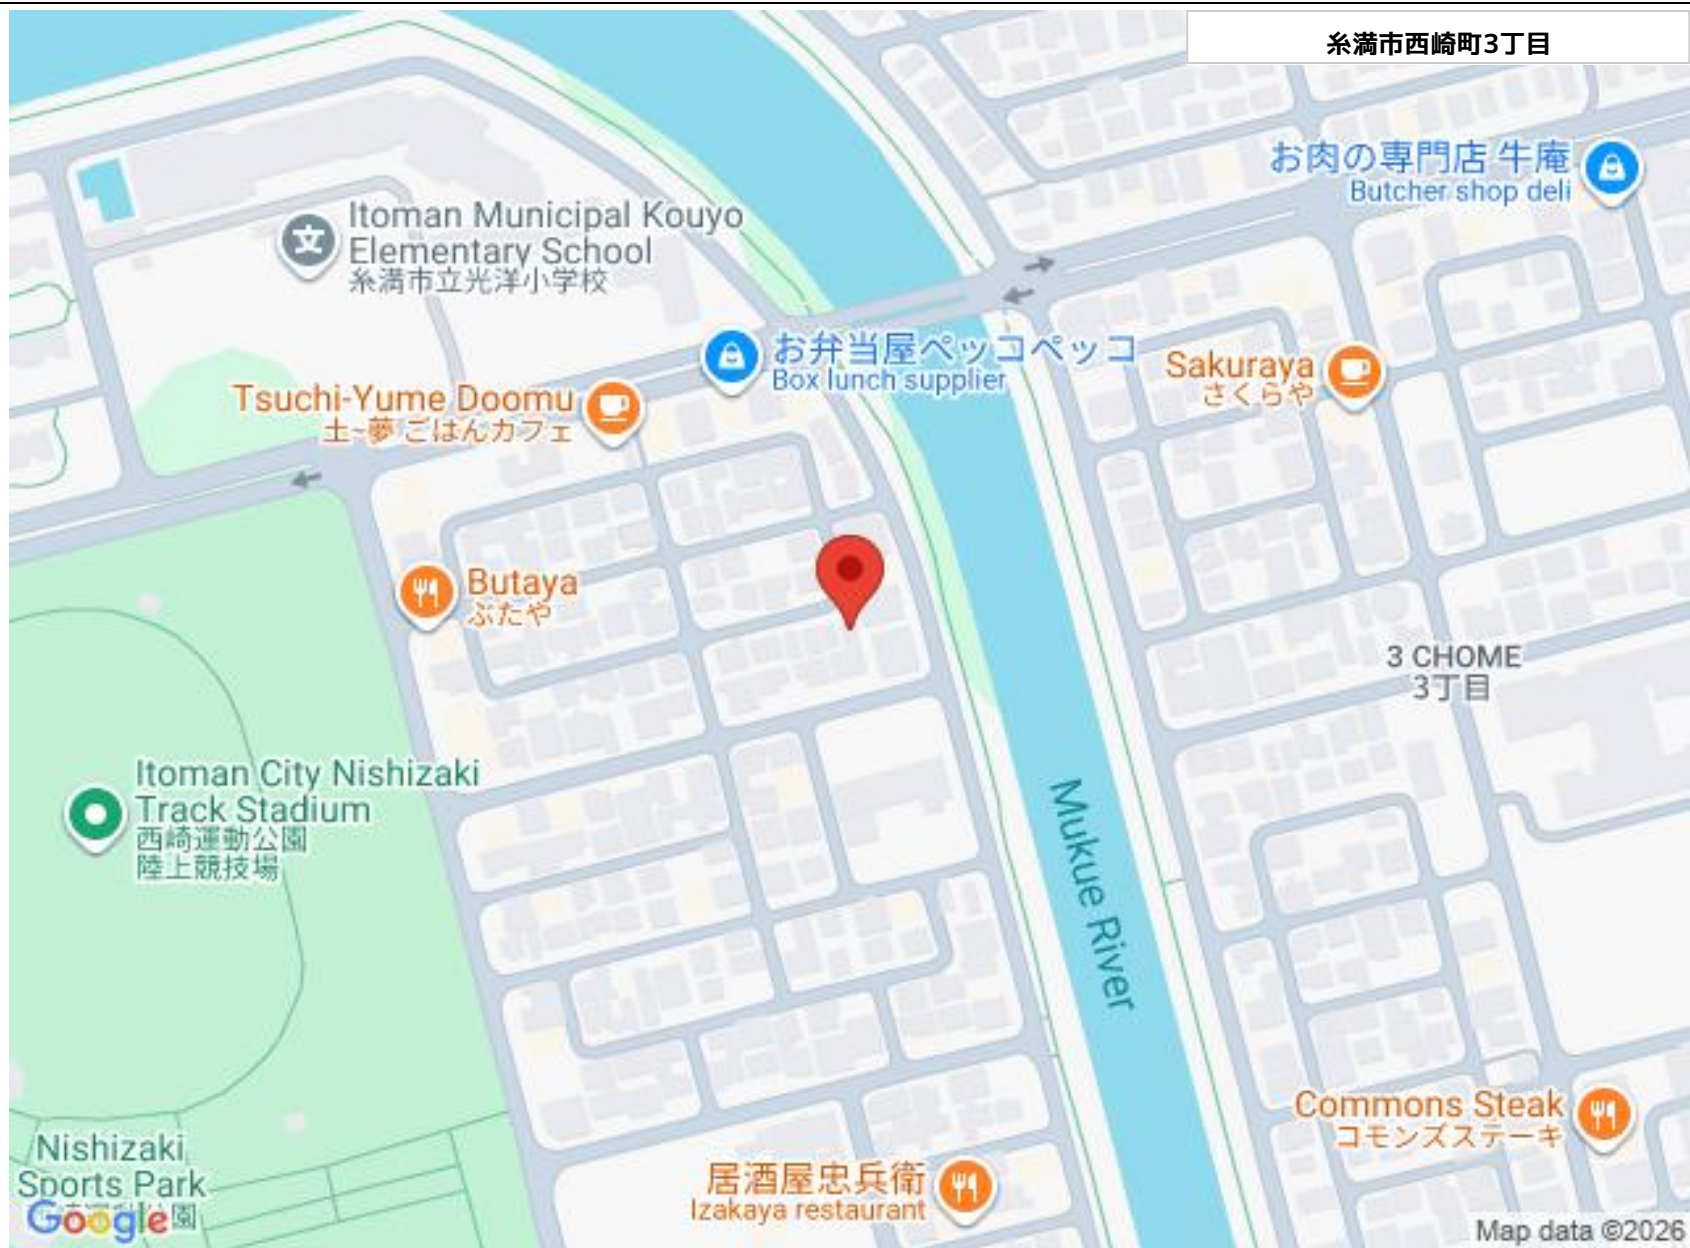 糸満市西崎町3丁目
お肉の専門店 牛庵
Butcher shop deli
Itoman Municipal Kouyo
Elementary School
糸満市立光洋小学校
お弁当屋ペッコペッコ
Box lunch supplier
Sakuraya
さくらや
Tsuchi-Yume Doomu
土~夢 ごはんカフェ
Butaya
ぶたや
3 CHOME
3丁目
Itoman City Nishizaki
Track Stadium
西崎運動公園
陸上競技場
Mukue River
Commons Steak
コモンズステーキ
Nishizaki
Sports Park
居酒屋忠兵衛
Izakaya restaurant
Google
Map data ©2026